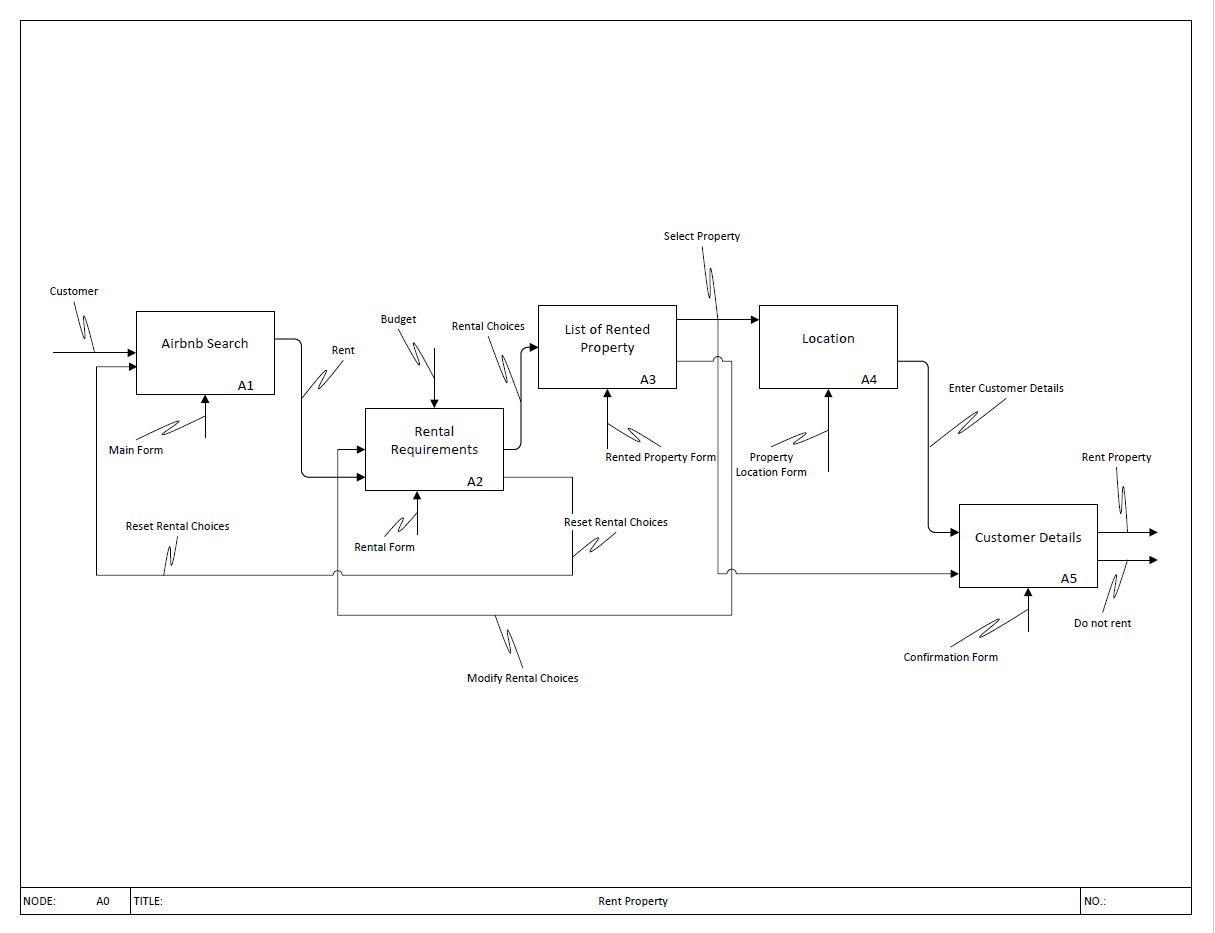 Select Property
Customer
Budget
Rental Choices
List of Rented
Property
A3
Location
A4
Airbnb Search
A1
Rent
Enter Customer Details
Main Form
Rental
Requirements
A2
Rented Property Form
Property
Location Form
Rent Property
Reset Rental Choices
Reset Rental Choices
Rental Form
Customer Details
A5
Do not rent
Confirmation Form
Modify Rental Choices
NODE: A0 TITLE: Rent Property NO.: